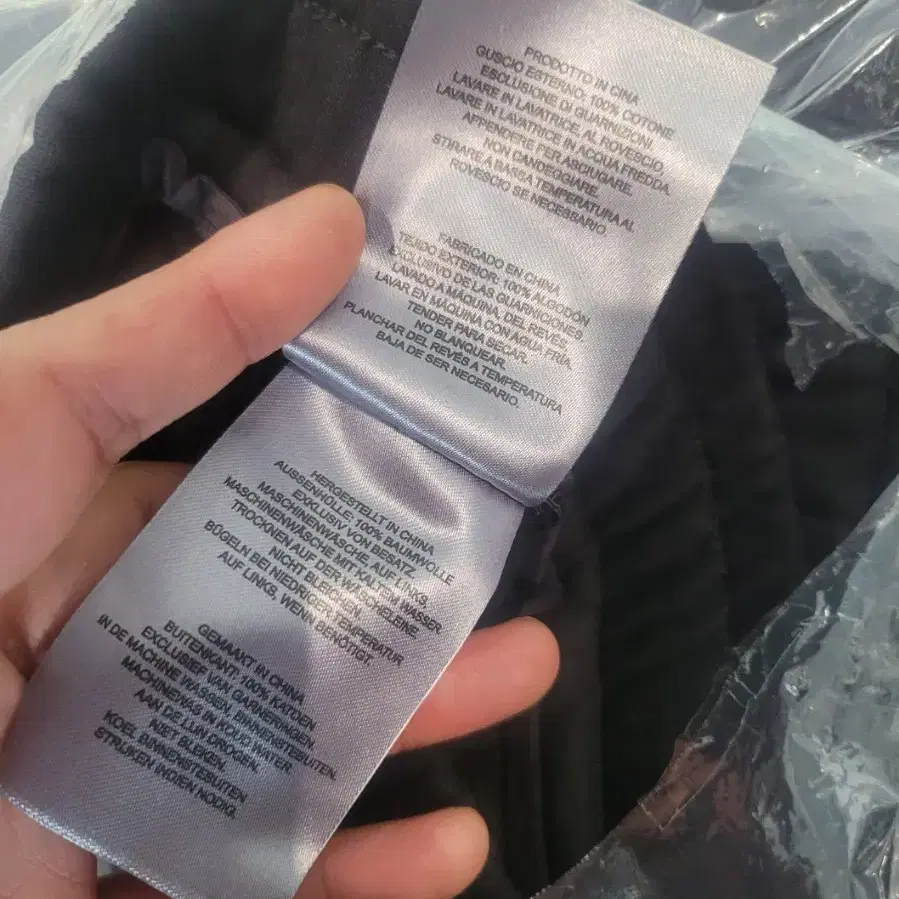 PRODOTTO IN CINA
GUSCIO ESTERNO: 100% COTONE
ESCLUSIONE DI GUARNIZIONI.
LAVARE IN LAVATRICE, AL ROVESCIO,
LAVARE IN LAVATRICE IN ACQUA FREDDA.
APPENDERE PER ASCIUGARE.
NON CANDEGGIARE.
STIRARE A BAMSA TEMPERATURA AL
ROVESCIO SE NECESSARIO.
FABRICADO EN CHINA
TEJIDO EXTERIOR: 100% ALGODÓN
EXCLUSIVO DE LAS GUARNICIONES.
LAVADO A MÁQUINA, DEL REVÉS,
LAVAR EN MÁQUINA CON AGUA FRÍA.
TENDER PARA SECAR.
NO BLANQUEAR.
PLANCHAR DEL REVÉS A TEMPERATURA
BAJA DE SER NECESARIO.
HERGESTELLT IN CHINA
AUSSENHÜLLE: 100% BAUMWOLLE
EXKLUSIV VON BESATZ.
MASCHINENWÄSCHE, AUF LINKS,
MASCHINENWÄSCHE MIT KALTEM WASSER
TROCKNEN AUF DER WÄSCHELEINE.
NICHT BLEICHEN.
BÜGELN BEI NIEDRIGER TEMPERATUR
AUF LINKS, WENN BENÖTIGT.
GEMAAKT IN CHINA
BUITENKANT: 100% KATOEN
EXCLUSIEF VAN GARNERINGEN.
IN DE MACHINE WASSEN, BINNENSTEBUITEN.
MACHINEWAS IN KOUD WATER.
AAN DE LIJN DROGEN.
NIET BLEKEN.
KOEL BINNENSTEBUITEN
STRIJKEN INDIEN NODIG.